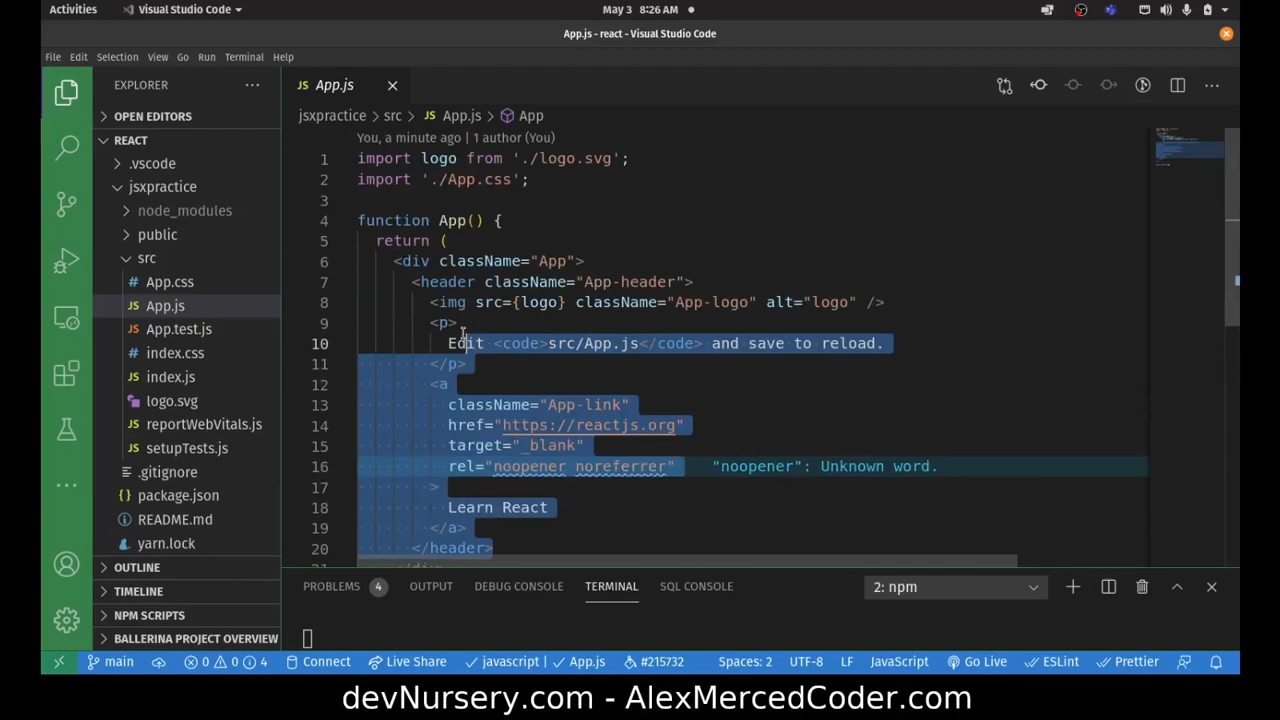 Activities
Visual Studio Code
May 3 8:26 AM
App.js - react - Visual Studio Code
File Edit Selection View Go Run Terminal Help
EXPLORER
JS App.js
OPEN EDITORS
jsxpractice > src > JS App.js > App
REACT
You, a minute ago | 1 author (You)
.vscode
jsxpractice
node_modules
public
src
# App.css
JS App.js
App.test.js
# index.css
JS index.js
logo.svg
JS reportWebVitals.js
JS setupTests.js
.gitignore
package.json
README.md
yarn.lock
OUTLINE
TIMELINE
NPM SCRIPTS
BALLERINA PROJECT OVERVIEW
1 import logo from './logo.svg';
2 import './App.css';
3
4 function App() {
5 return (
6 <div className="App">
7 <header className="App-header">
8 <img src={logo} className="App-logo" alt="logo" />
9 <p>
10 Edit <code>src/App.js</code> and save to reload.
11 </p>
12 <a
13 className="App-link"
14 href="https://reactjs.org"
15 target="_blank"
16 rel="noopener noreferrer" "noopener": Unknown word.
17 >
18 Learn React
19 </a>
20 </header>
PROBLEMS 4 OUTPUT DEBUG CONSOLE TERMINAL SQL CONSOLE 2: npm
main 0 0 4 Connect Live Share javascript | App.js #215732 Spaces: 2 UTF-8 LF JavaScript Go Live ESLint Prettier
devNursery.com - AlexMercedCoder.com